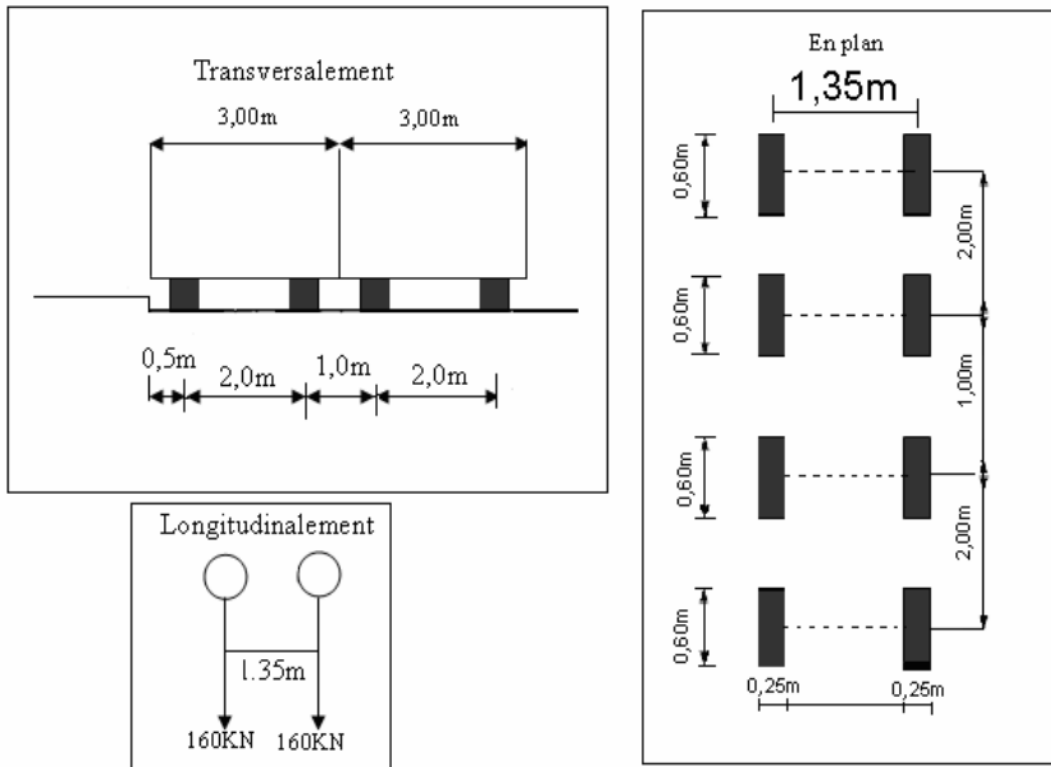 Transversalement
3,00m 3,00m
0,5m 2,0m 1,0m 2,0m
Longitudinalement
1.35m
160KN 160KN
En plan
1,35m
0,60m
2,00m
0,60m
1,00m
0,60m
2,00m
0,60m
0,25m 0,25m